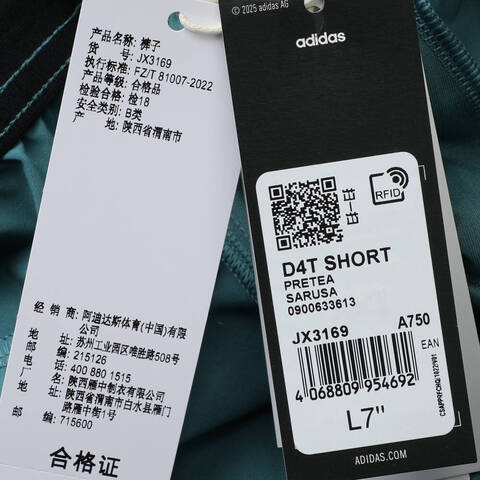 产品名称: 裤子
货 号: JX3169
执行标准: FZ/T 81007-2022
产品等级: 合格品
检验合格: 检18
安全类别: B类
产 地: 陕西省渭南市
经 销 商: 阿迪达斯体育(中国)有限
公司
地 址: 苏州工业园区唯胜路508号
邮 编: 215126
电 话: 400 880 1515
厂 名: 陕西雁中制衣有限公司
地 址: 陕西省渭南市白水县雁门
路雁中街1号
邮 编: 715600
合格证
© 2025 adidas AG
adidas
RFID
D4T SHORT
PRETEA
SARUSA
0900633613
JX3169 A750
EAN
4 068809 954692
L7"
ADIDAS.COM